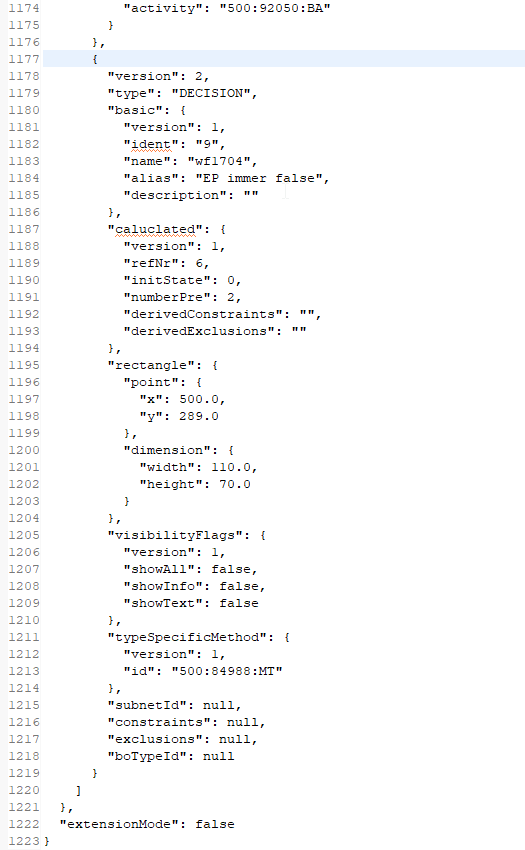 1174          "activity": "500:92050:BA"
1175        }
1176      },
1177      {
1178        "version": 2,
1179        "type": "DECISION",
1180        "basic": {
1181          "version": 1,
1182          "ident": "9",
1183          "name": "wf1704",
1184          "alias": "EP immer false",
1185          "description": ""
1186        },
1187        "caluclated": {
1188          "version": 1,
1189          "refNr": 6,
1190          "initState": 0,
1191          "numberPre": 2,
1192          "derivedConstraints": "",
1193          "derivedExclusions": ""
1194        },
1195        "rectangle": {
1196          "point": {
1197            "x": 500.0,
1198            "y": 289.0
1199          },
1200          "dimension": {
1201            "width": 110.0,
1202            "height": 70.0
1203          }
1204        },
1205        "visibilityFlags": {
1206          "version": 1,
1207          "showAll": false,
1208          "showInfo": false,
1209          "showText": false
1210        },
1211        "typeSpecificMethod": {
1212          "version": 1,
1213          "id": "500:84988:MT"
1214        },
1215        "subnetId": null,
1216        "constraints": null,
1217        "exclusions": null,
1218        "boTypeId": null
1219      }
1220    ]
1221  },
1222  "extensionMode": false
1223 }